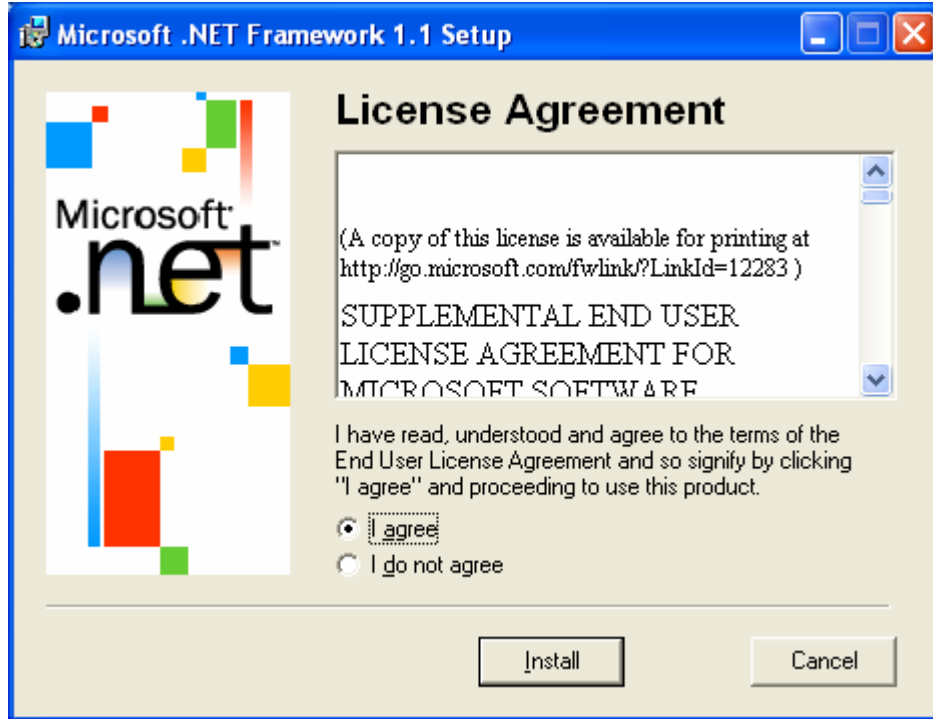 Microsoft .NET Framework 1.1 Setup
Microsoft
.net
License Agreement
(A copy of this license is available for printing at
http://go.microsoft.com/fwlink/?LinkId=12283 )
SUPPLEMENTAL END USER
LICENSE AGREEMENT FOR
MICROSOFT SOFTWARE
I have read, understood and agree to the terms of the
End User License Agreement and so signify by clicking
"I agree" and proceeding to use this product.
I agree
I do not agree
Install
Cancel